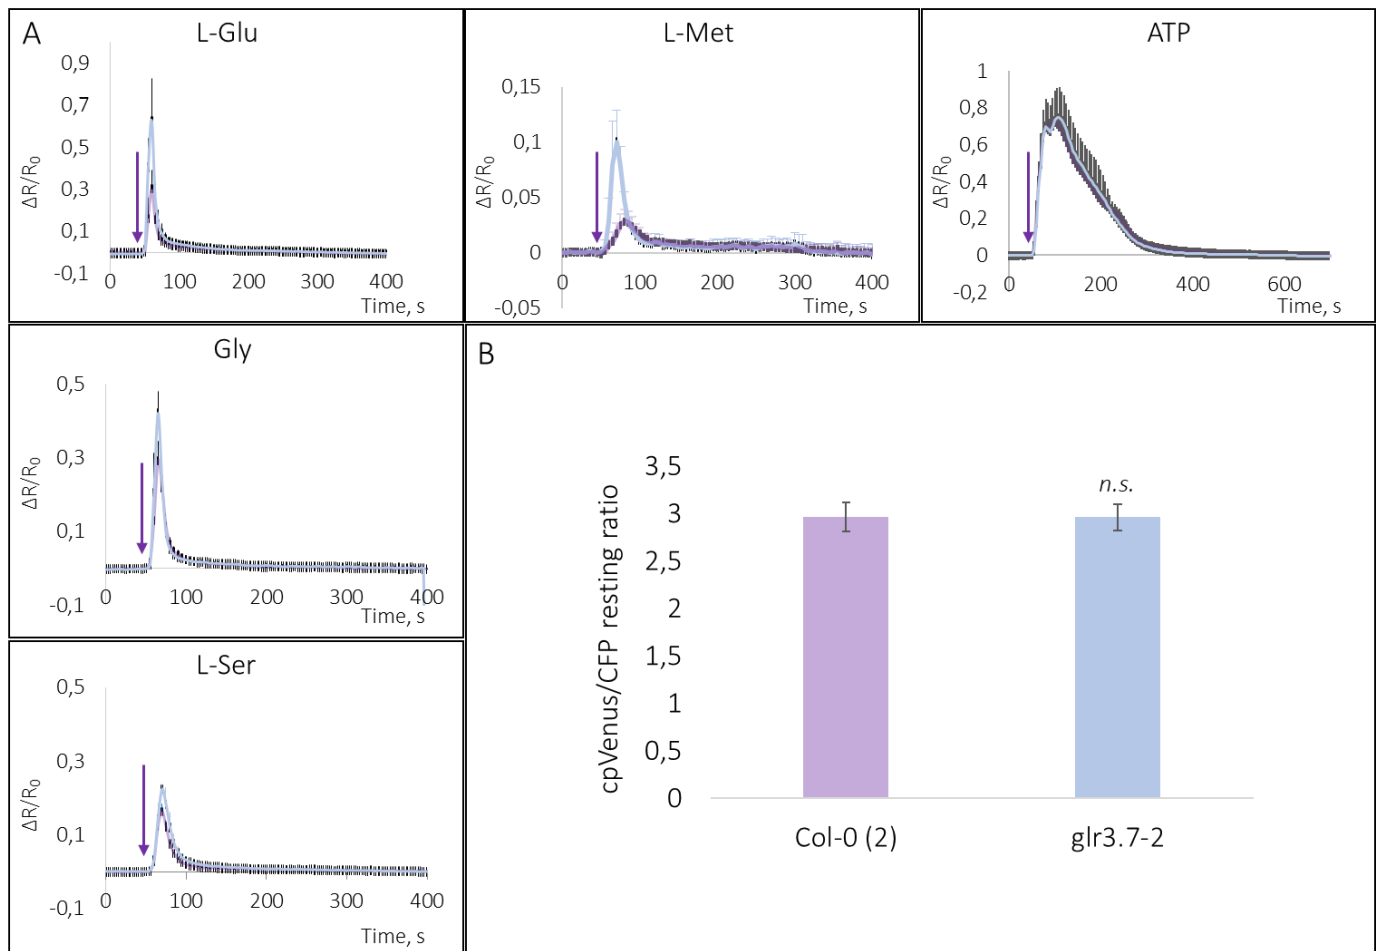 A
L-Glu
0,9
0,7
0,5
0,3
0,1
-0,1
ΔR/R0
0 100 200 300 400
Time, s
L-Met
0,15
0,1
0,05
0
-0,05
ΔR/R0
0 100 200 300 400
Time, s
ATP
1
0,8
0,6
0,4
0,2
0
-0,2
ΔR/R0
0 200 400 600
Time, s
Gly
0,5
0,3
0,1
-0,1
ΔR/R0
0 100 200 300 400
Time, s
L-Ser
0,5
0,3
0,1
-0,1
ΔR/R0
0 100 200 300 400
Time, s
B
3,5
3
2,5
2
1,5
1
0,5
0
cpVenus/CFP resting ratio
n.s.
Col-0 (2) glr3.7-2